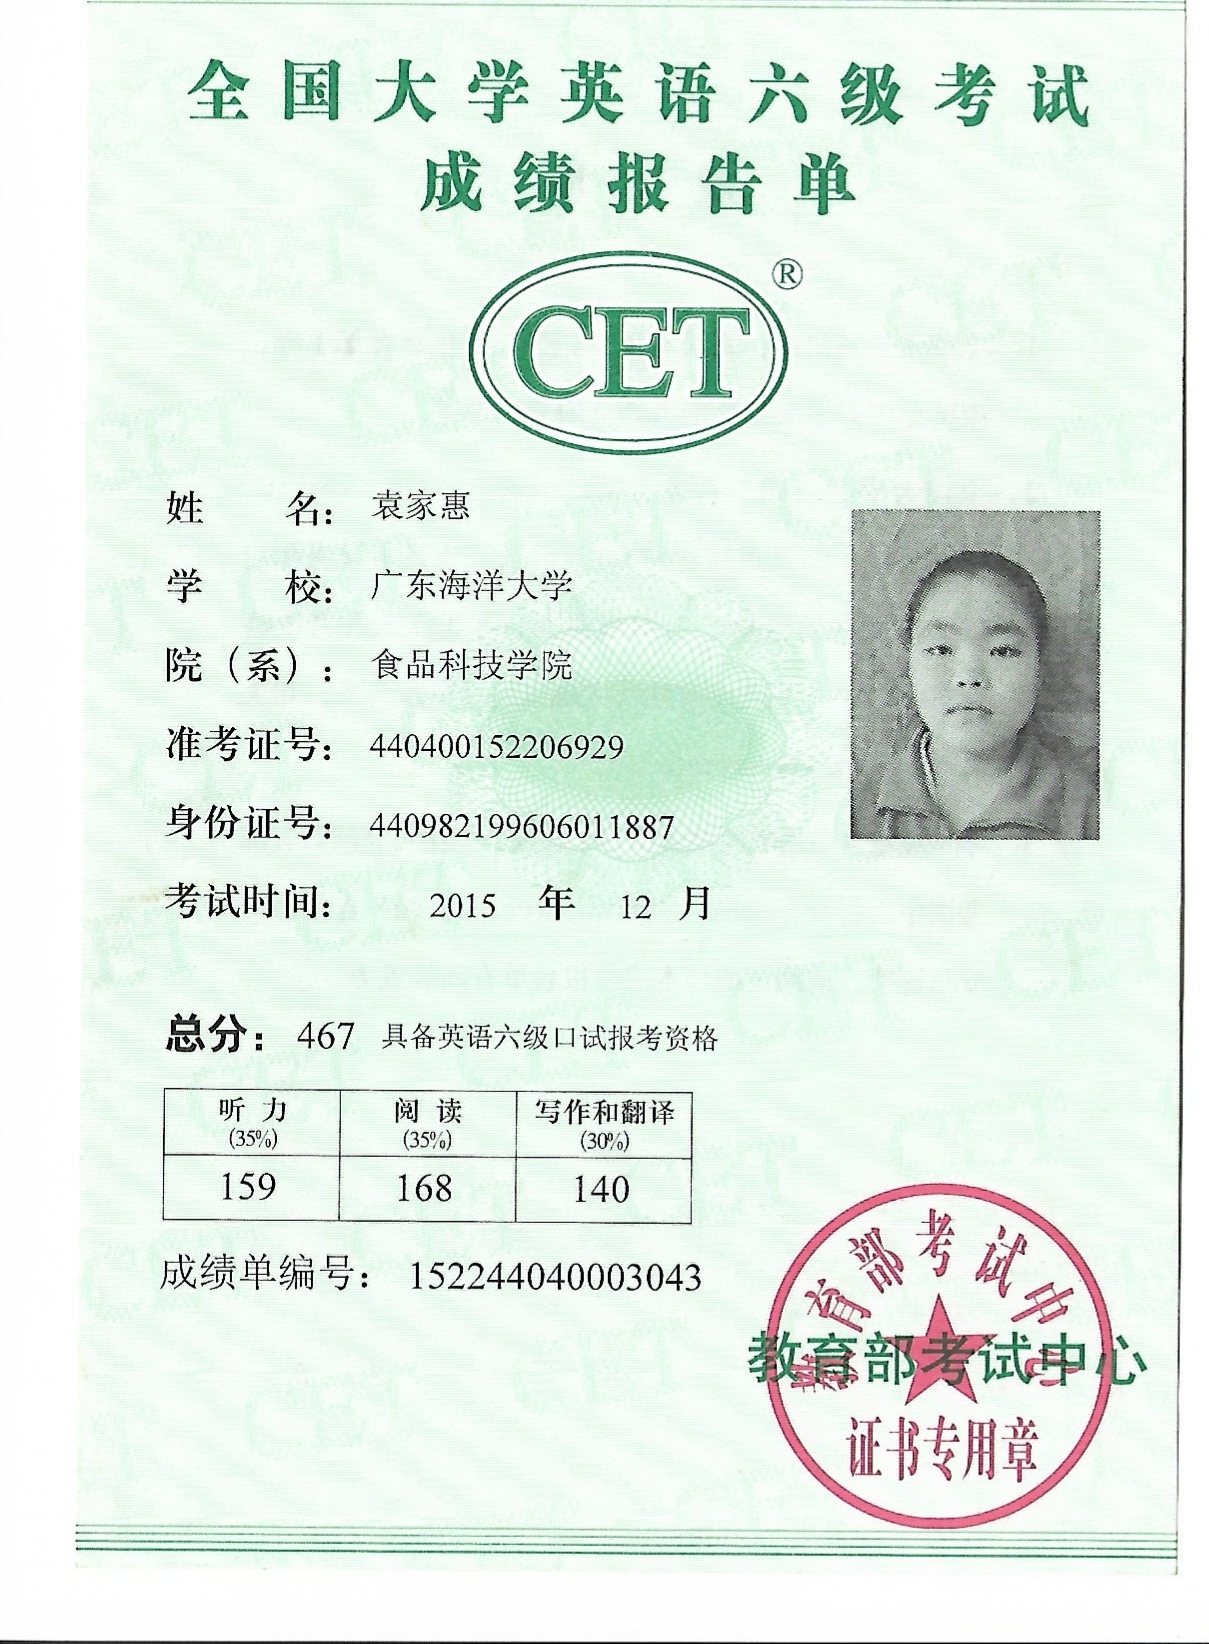 全国大学英语六级考试
成绩报告单
CET®
姓 名： 袁家惠
学 校： 广东海洋大学
院（系）： 食品科技学院
准考证号： 440400152206929
身份证号： 440982199606011887
考试时间： 2015 年 12 月
总分： 467 具备英语六级口试报考资格
听 力 阅 读 写作和翻译
(35%) (35%) (30%)
159 168 140
成绩单编号： 152244040003043
教育部考试中心
教育部考试中心
证书专用章